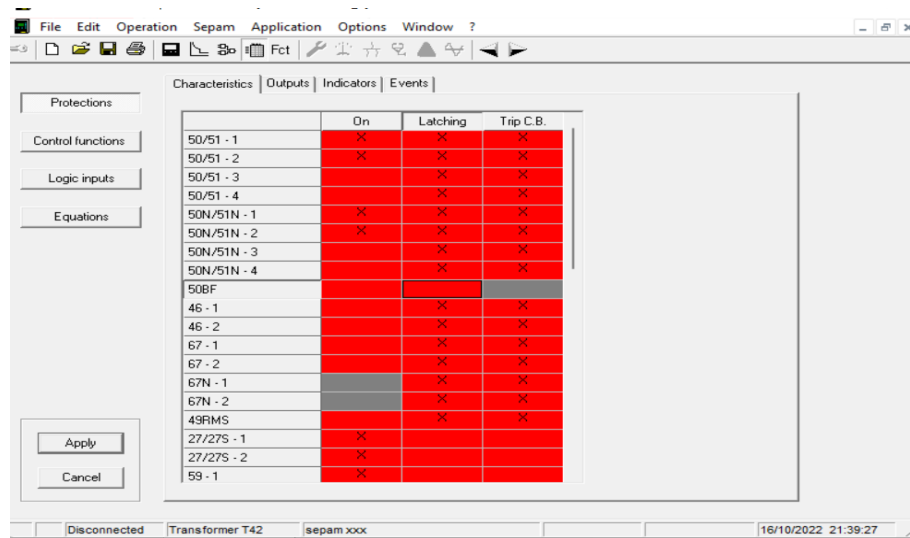 File Edit Operation Sepam Application Options Window ?
Fct
Characteristics Outputs Indicators Events
Protections
Control functions
Logic inputs
Equations
Apply
Cancel
On Latching Trip C.B.
50/51 - 1 X X X
50/51 - 2 X X X
50/51 - 3 X X
50/51 - 4 X X
50N/51N - 1 X X X
50N/51N - 2 X X X
50N/51N - 3 X X
50N/51N - 4 X X
50BF
46 - 1 X X
46 - 2 X X
67 - 1 X X
67 - 2 X X
67N - 1 X X
67N - 2 X X
49RMS X X
27/27S - 1 X
27/27S - 2 X
59 - 1 X
Disconnected Transformer T42 sepam xxx 16/10/2022 21:39:27